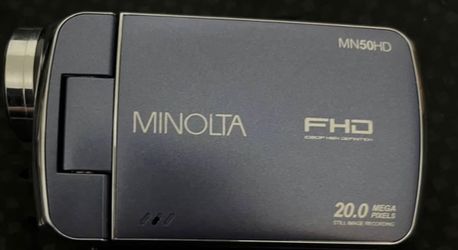 MN50HD
MINOLTA
FHD
1080P HIGH DEFINITION
20.0 MEGA
PIXELS
STILL IMAGE RECORDING